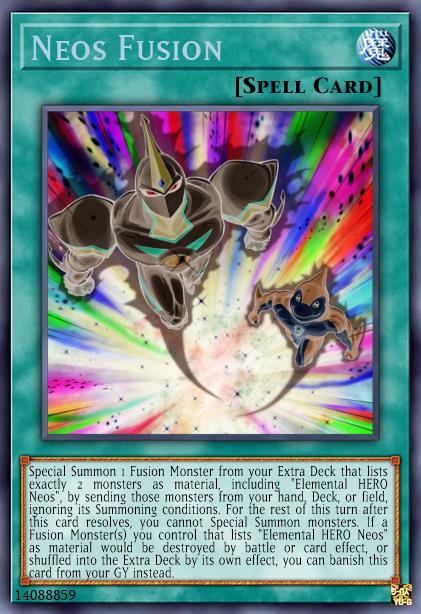 Neos Fusion
魔
[Spell Card]
Special Summon 1 Fusion Monster from your Extra Deck that lists
exactly 2 monsters as material, including "Elemental HERO
Neos", by sending those monsters from your hand, Deck, or field,
ignoring its Summoning conditions. For the rest of this turn after
this card resolves, you cannot Special Summon monsters. If a
Fusion Monster(s) you control that lists "Elemental HERO Neos"
as material would be destroyed by battle or card effect, or
shuffled into the Extra Deck by its own effect, you can banish this
card from your GY instead.
14088859